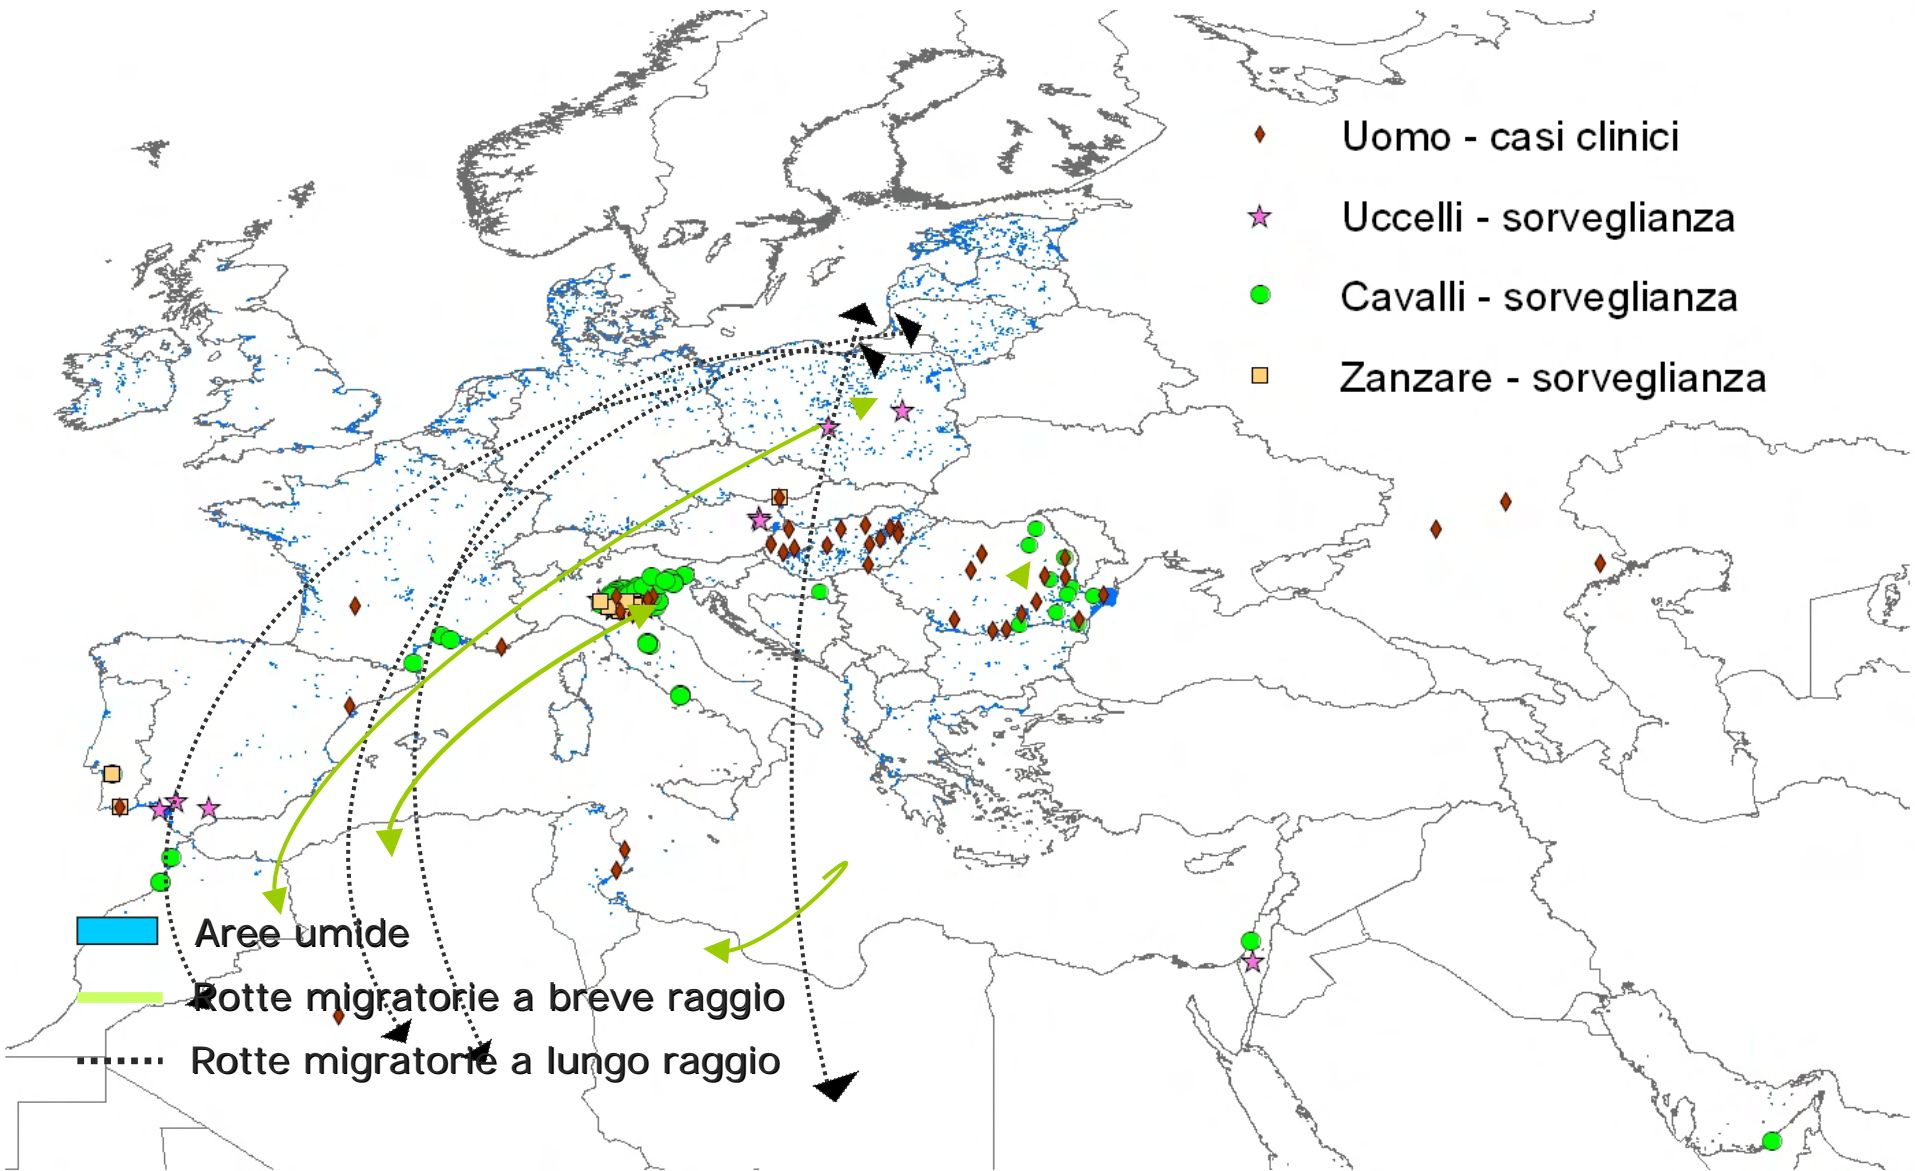 Uomo - casi clinici
Uccelli - sorveglianza
Cavalli - sorveglianza
Zanzare - sorveglianza
Aree umide
Rotte migratorie a breve raggio
Rotte migratorie a lungo raggio